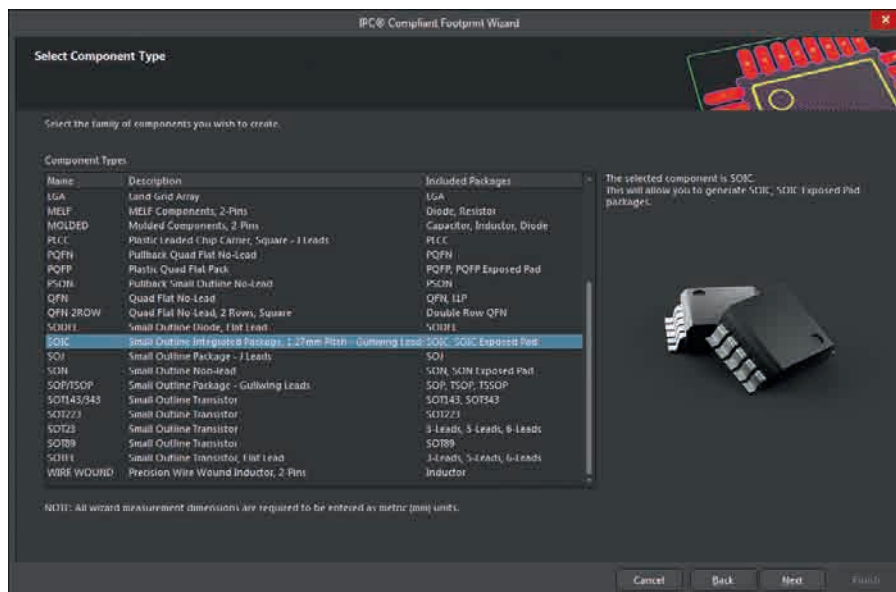 IPC® Compliant Footprint Wizard
Select Component Type
Select the family of components you wish to create.
Component Types
Name Description Included Packages
LGA Land Grid Array LGA
MELF MELF Components, 2-Pins Diode, Resistor
MOLDED Molded Components, 2 Pins Capacitor, Inductor, Diode
PLCC Plastic Leaded Chip Carrier, Square - J Leads PLCC
PQFN Pullback Quad Flat No-Lead PQFN
PQFP Plastic Quad Flat Pack PQFP, PQFP Exposed Pad
PSON Pullback Small Outline No-Lead PSON
QFN Quad Flat No-Lead QFN, LLP
QFN 2ROW Quad Flat No-Lead, 2 Rows, Square Double Row QFN
SODFL Small Outline Diode, Flat Lead SODFL
SOIC Small Outline Integrated Package, 1.27mm Pitch - Gullwing Lead SOIC, SOIC Exposed Pad
SOJ Small Outline Package - J Leads SOJ
SON Small Outline Non-lead SON, SON Exposed Pad
SOP/TSOP Small Outline Package - Gullwing Leads SOP, TSOP, TSSOP
SOT143/343 Small Outline Transistor SOT143, SOT343
SOT223 Small Outline Transistor SOT223
SOT23 Small Outline Transistor 3-Leads, 5-Leads, 6-Leads
SOT89 Small Outline Transistor SOT89
SOTFL Small Outline Transistor, Flat Lead 3-Leads, 5-Leads, 6-Leads
WIRE WOUND Precision Wire Wound Inductor, 2 Pins Inductor
The selected component is SOIC.
This will allow you to generate SOIC, SOIC Exposed Pad
packages.
NOTE: All wizard measurement dimensions are required to be entered as metric (mm) units.
Cancel Back Next Finish